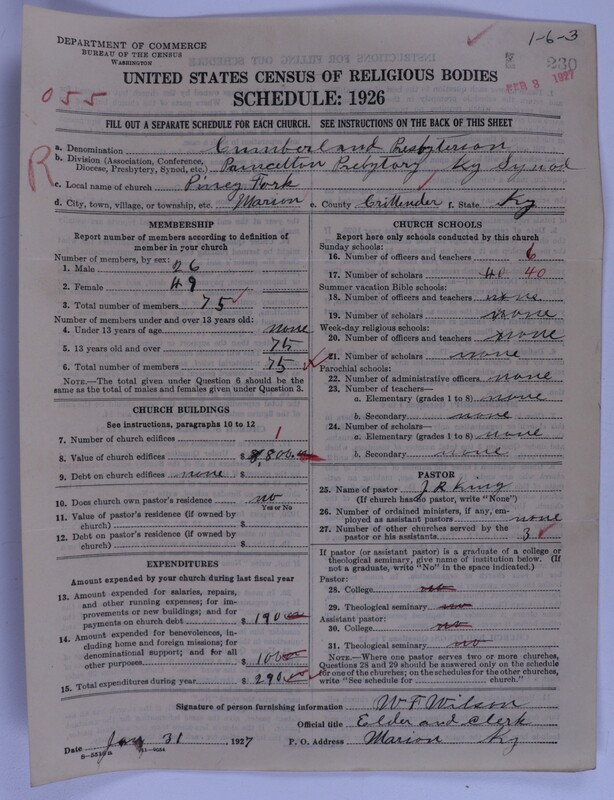 DEPARTMENT OF COMMERCE
BUREAU OF THE CENSUS
WASHINGTON
1-6-3
230
FEB 3 1927
UNITED STATES CENSUS OF RELIGIOUS BODIES
055
SCHEDULE: 1926
FILL OUT A SEPARATE SCHEDULE FOR EACH CHURCH. SEE INSTRUCTIONS ON THE BACK OF THIS SHEET
R
a. Denomination Cumberland Presbyterian
b. Division (Association, Conference, Diocese, Presbytery, Synod, etc.) Princetton Presbytory Ky Synod
c. Local name of church Piney Fork
d. City, town, village, or township, etc. Marion e. County Crittender f. State Ky
MEMBERSHIP
Report number of members according to definition of member in your church
Number of members, by sex:
1. Male 26
2. Female 49
3. Total number of members 75
Number of members under and over 13 years old:
4. Under 13 years of age none
5. 13 years old and over 75
6. Total number of members 75
NOTE.—The total given under Question 6 should be the same as the total of males and females given under Question 3.
CHURCH BUILDINGS
See instructions, paragraphs 10 to 12
7. Number of church edifices 1
8. Value of church edifices $ 8,800
9. Debt on church edifices none $
10. Does church own pastor's residence no
Yes or No
11. Value of pastor's residence (if owned by church) $
12. Debt on pastor's residence (if owned by church) $
EXPENDITURES
Amount expended by your church during last fiscal year
13. Amount expended for salaries, repairs, and other running expenses; for improvements or new buildings; and for payments on church debt $ 190
14. Amount expended for benevolences, including home and foreign missions; for denominational support; and for all other purposes $ 100
15. Total expenditures during year $ 290
CHURCH SCHOOLS
Report here only schools conducted by this church
Sunday schools:
16. Number of officers and teachers 6
17. Number of scholars 40 40
Summer vacation Bible schools:
18. Number of officers and teachers none
19. Number of scholars none
Week-day religious schools:
20. Number of officers and teachers none
21. Number of scholars none
Parochial schools:
22. Number of administrative officers none
23. Number of teachers—
a. Elementary (grades 1 to 8) none
b. Secondary none
24. Number of scholars—
a. Elementary (grades 1 to 8) none
b. Secondary none
PASTOR
25. Name of pastor J R King
(If church has no pastor, write "None")
26. Number of ordained ministers, if any, employed as assistant pastors none
27. Number of other churches served by the pastor or his assistants 3
If pastor (or assistant pastor) is a graduate of a college or theological seminary, give name of institution below. (If not a graduate, write "No" in the space indicated.)
Pastor:
28. College no
29. Theological seminary no
Assistant pastor:
30. College no
31. Theological seminary no
NOTE.—Where one pastor serves two or more churches, Questions 28 and 29 should be answered only on the schedule for one of the churches; on the schedules for the other churches, write "See schedule for church."
Signature of person furnishing information W F Wilson
Official title Elder and Clerk
Date Jan 31, 1927 P. O. Address Marion Ky